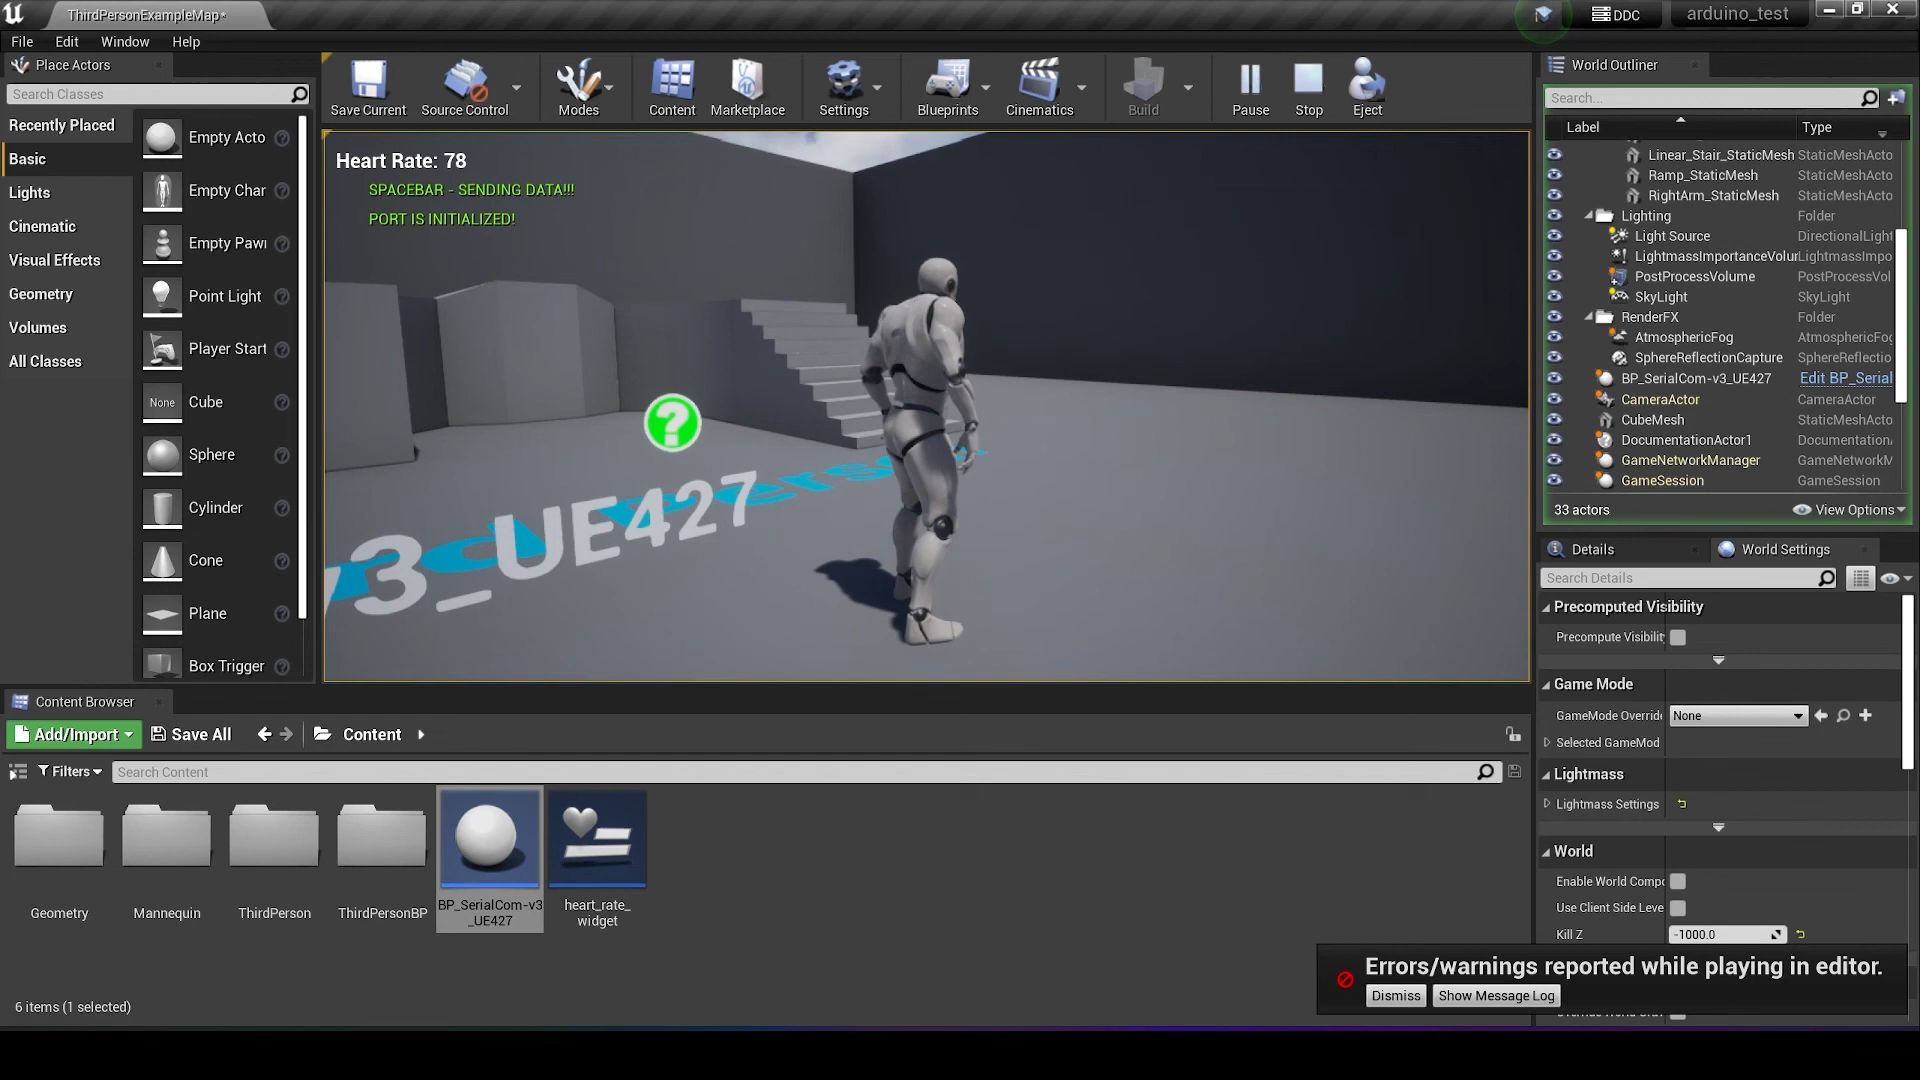 ThirdPersonExampleMap*
DDC
arduino_test
File
Edit
Window
Help
Place Actors
Search Classes
Recently Placed
Basic
Lights
Cinematic
Visual Effects
Geometry
Volumes
All Classes
Empty Acto
Empty Char
Empty Pawn
Point Light
Player Start
None
Cube
Sphere
Cylinder
Cone
Plane
Box Trigger
Save Current
Source Control
Modes
Content
Marketplace
Settings
Blueprints
Cinematics
Build
Pause
Stop
Eject
Heart Rate: 78
SPACEBAR - SENDING DATA!!!
PORT IS INITIALIZED!
v3_UE427
World Outliner
Search...
Label
Type
Linear_Stair_StaticMesh StaticMeshActo
Ramp_StaticMesh StaticMeshActo
RightArm_StaticMesh StaticMeshActo
Lighting Folder
Light Source DirectionalLight
LightmassImportanceVolum LightmassImpo
PostProcessVolume PostProcessVol
SkyLight SkyLight
RenderFX Folder
AtmosphericFog AtmosphericFog
SphereReflectionCapture SphereReflectio
BP_SerialCom-v3_UE427 Edit BP_Serial
CameraActor CameraActor
CubeMesh StaticMeshActo
DocumentationActor1 Documentation
GameNetworkManager GameNetworkM
GameSession GameSession
33 actors
View Options
Details
World Settings
Search Details
Precomputed Visibility
Precompute Visibilit
Game Mode
GameMode Overrid
None
Selected GameMod
Lightmass
Lightmass Settings
World
Enable World Compo
Use Client Side Leve
Kill Z
-1000.0
Content Browser
Add/Import
Save All
Content
Filters
Search Content
Geometry
Mannequin
ThirdPerson
ThirdPersonBP
BP_SerialCom-v3
_UE427
heart_rate_
widget
6 items (1 selected)
Errors/warnings reported while playing in editor.
Dismiss
Show Message Log